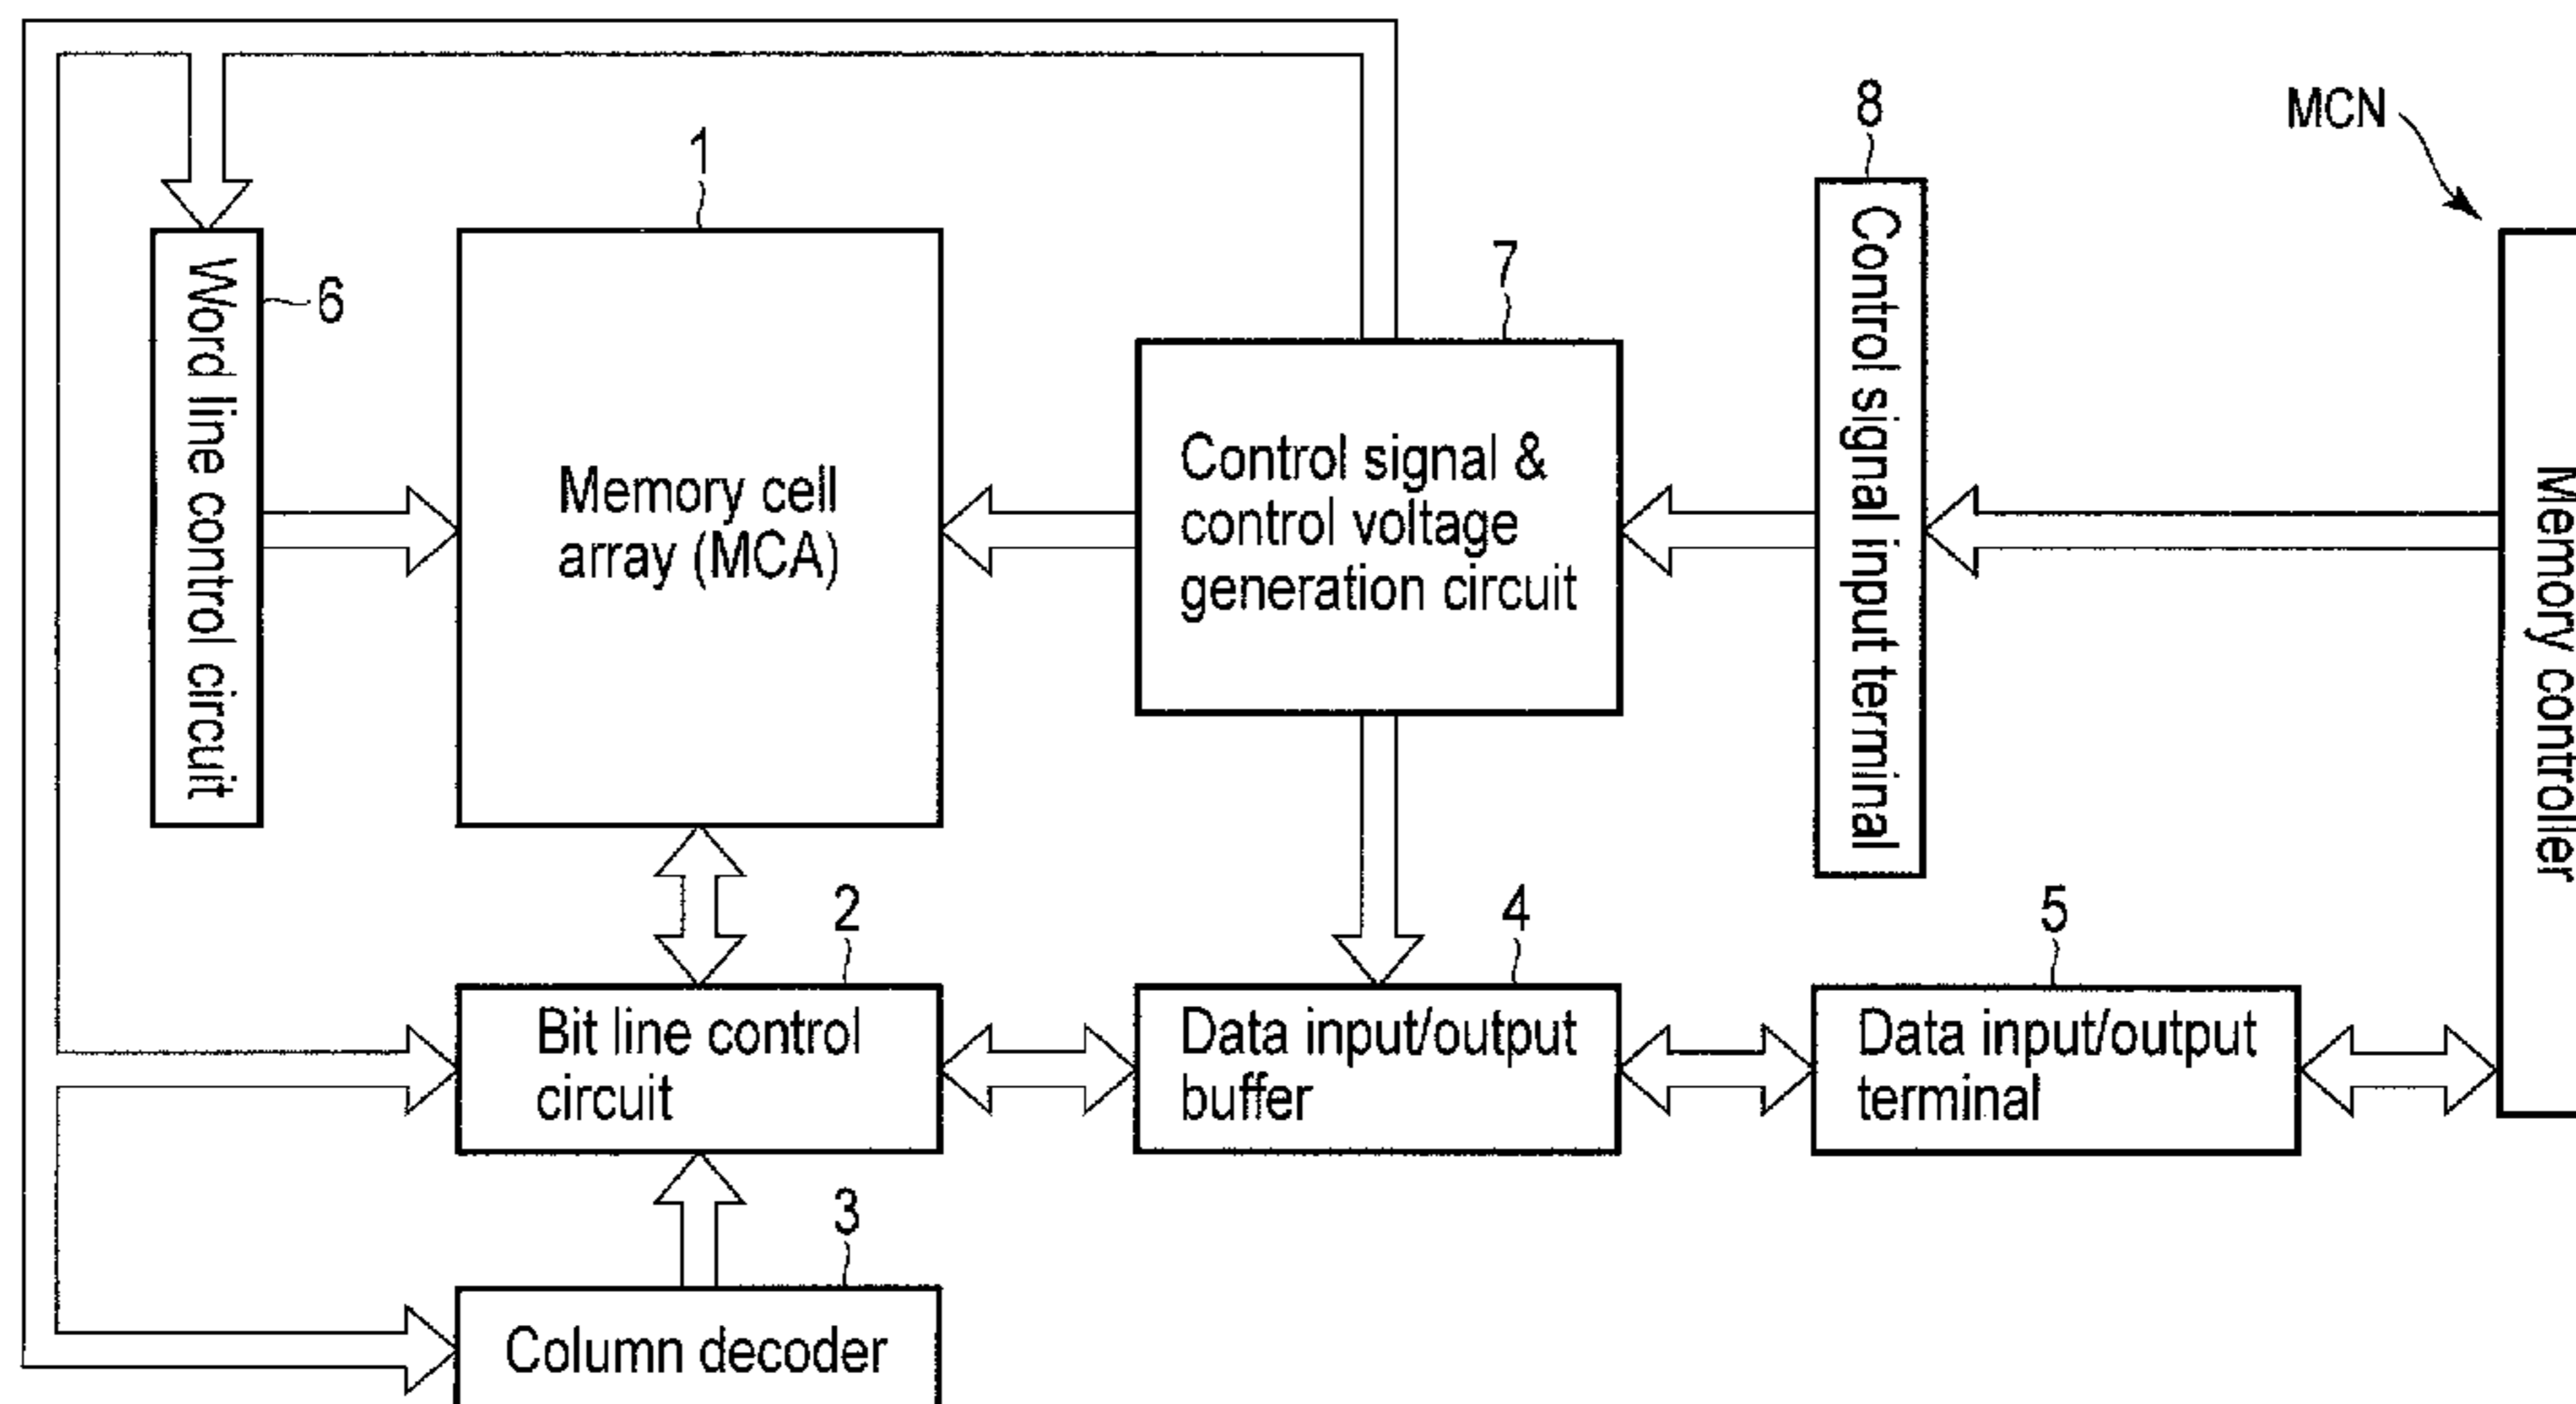 MCN
8
1
7
6
Word line control circuit
Memory cell
array (MCA)
Control signal &
control voltage
generation circuit
Control signal input terminal
Memory controller
2
4
5
Bit line control
circuit
Data input/output
buffer
Data input/output
terminal
3
Column decoder